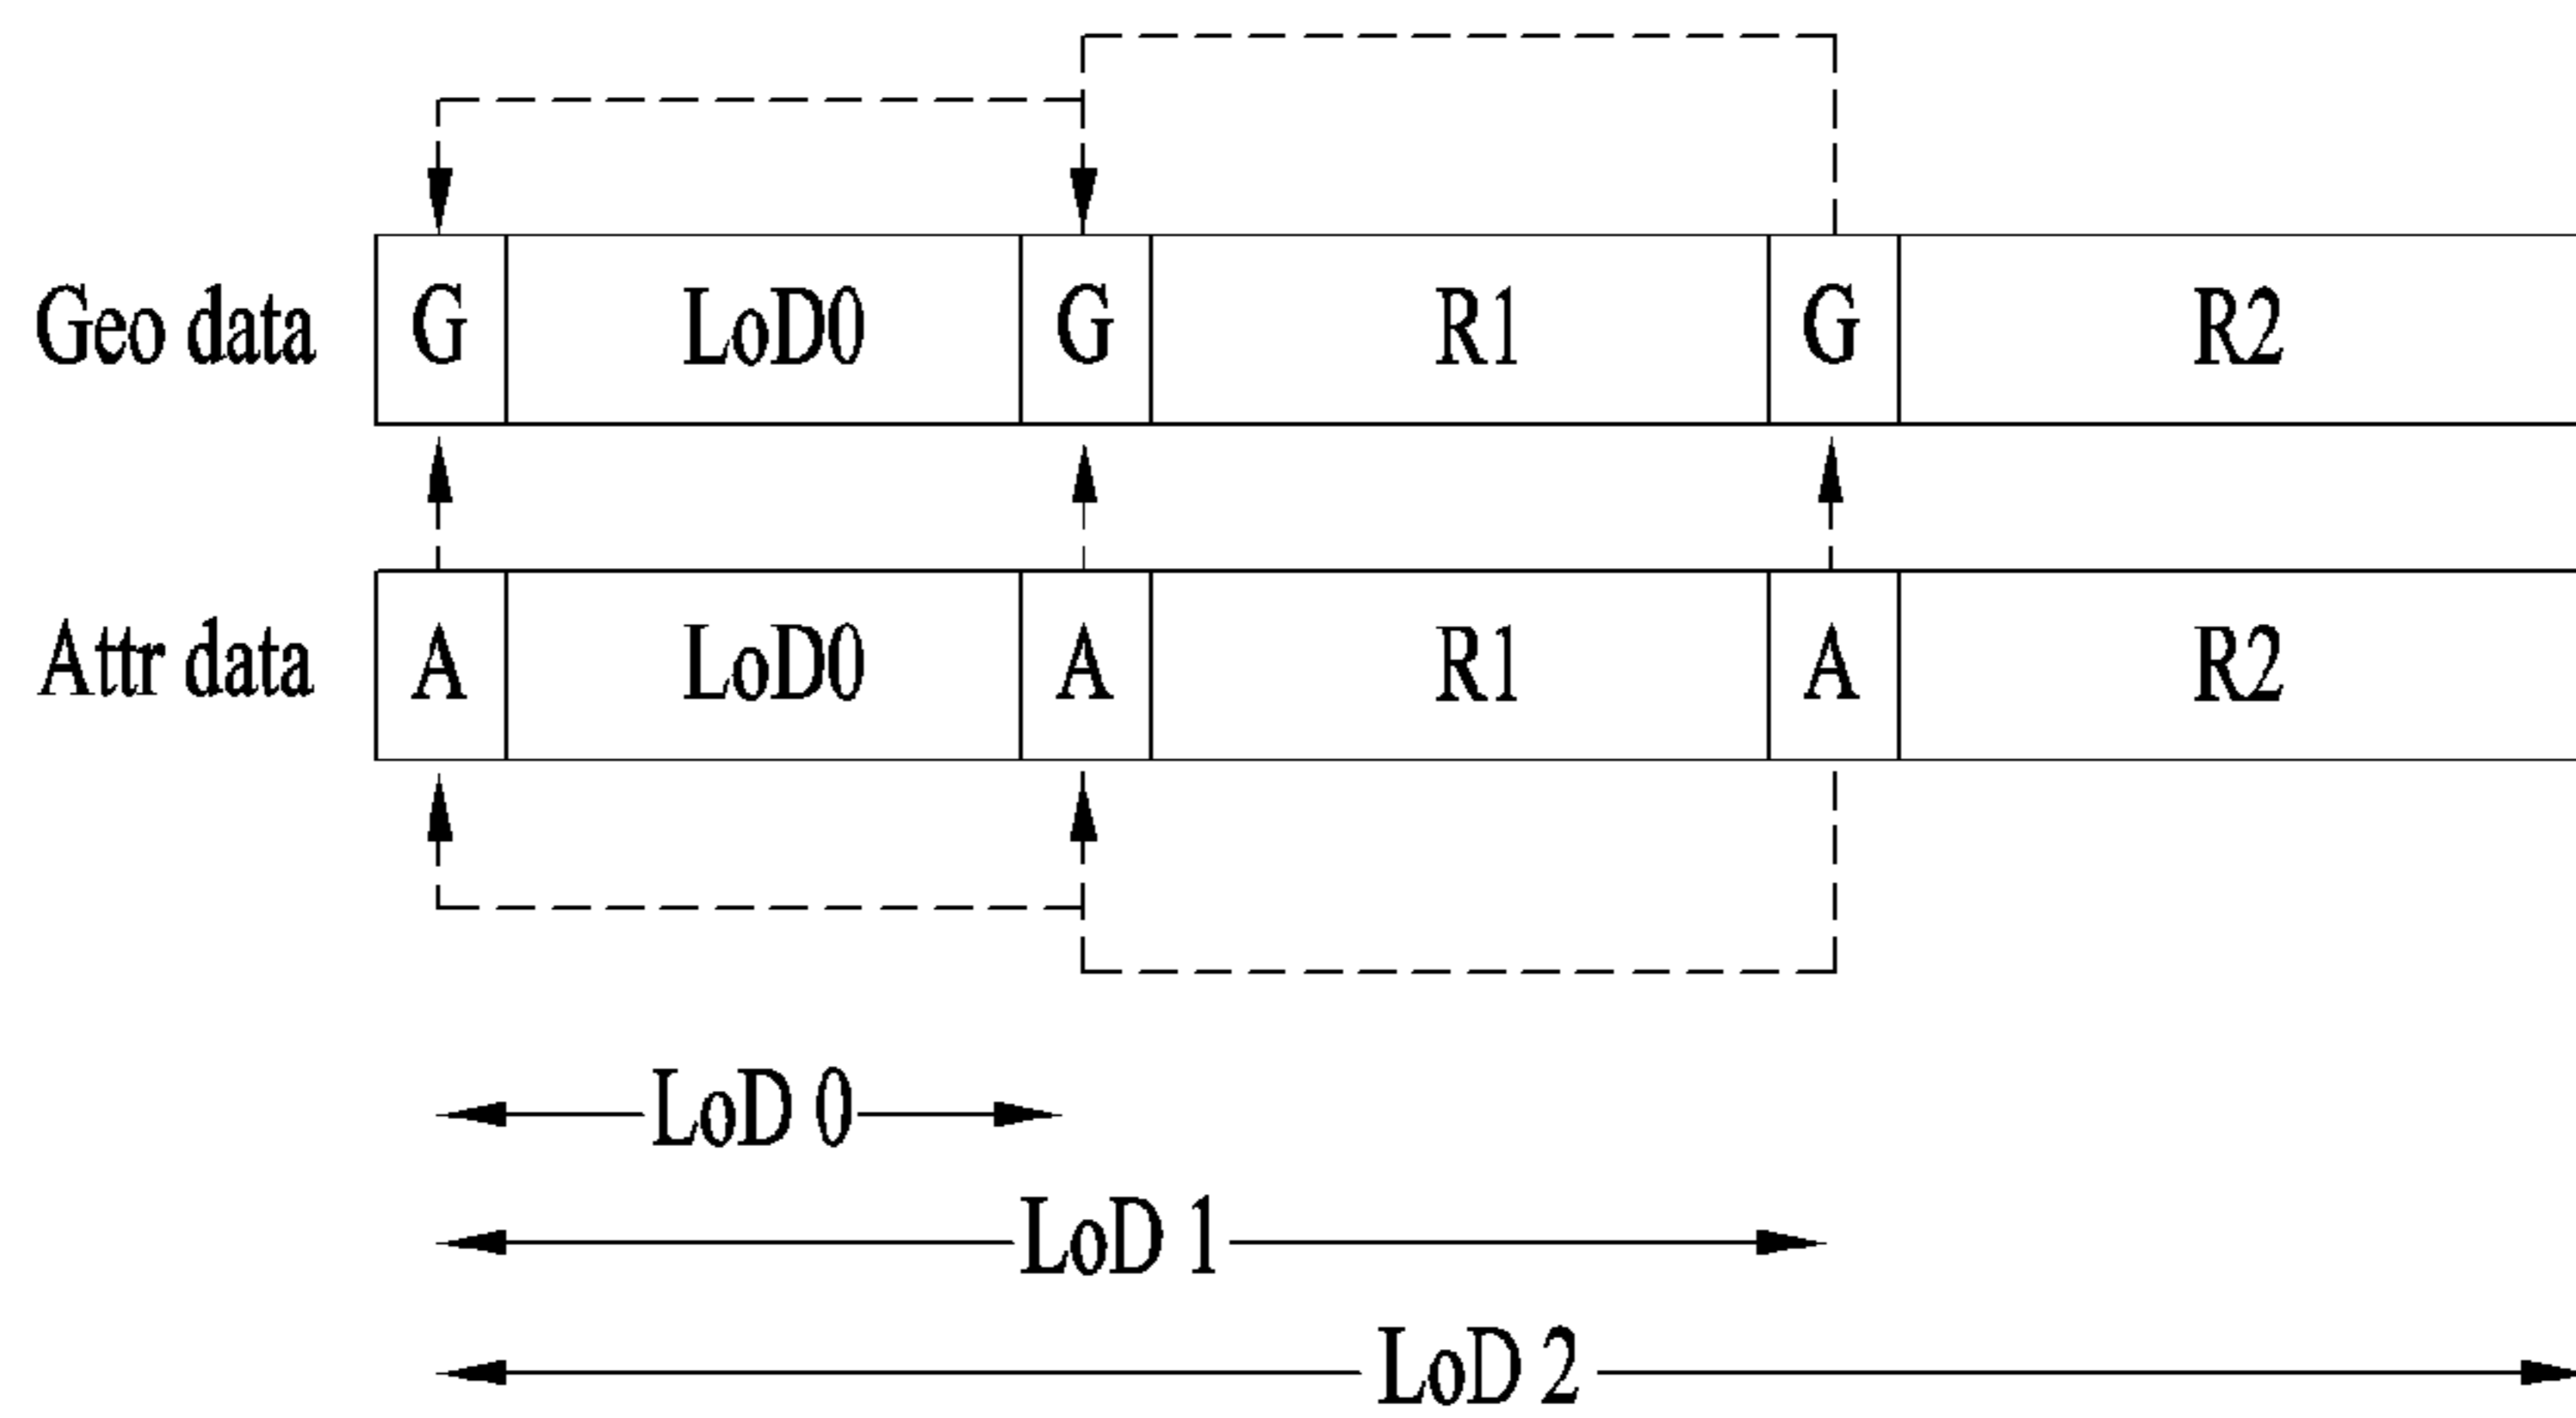 Geo data G LoD0 G R1 G R2
Attr data A LoD0 A R1 A R2
LoD 0
LoD 1
LoD 2